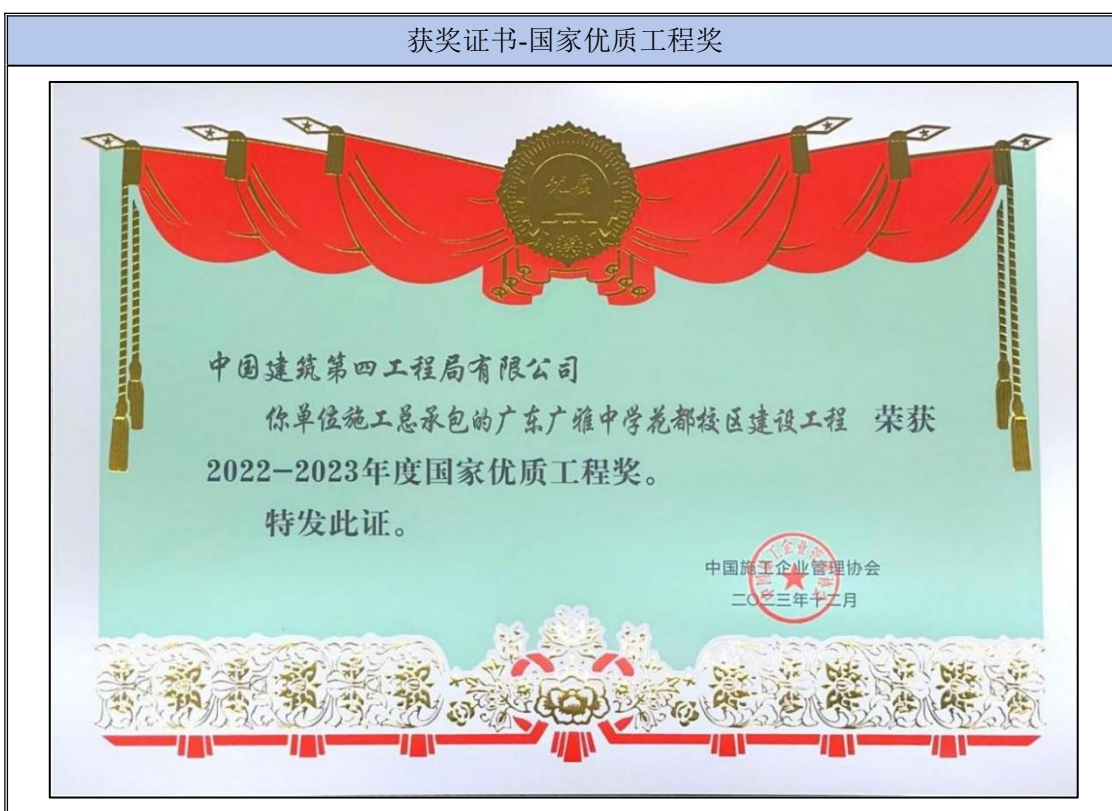 获奖证书-国家优质工程奖
优质
中国建筑第四工程局有限公司
你单位施工总承包的广东广雅中学花都校区建设工程 荣获
2022-2023年度国家优质工程奖。
特发此证。
中国施工企业管理协会
二〇二三年十二月